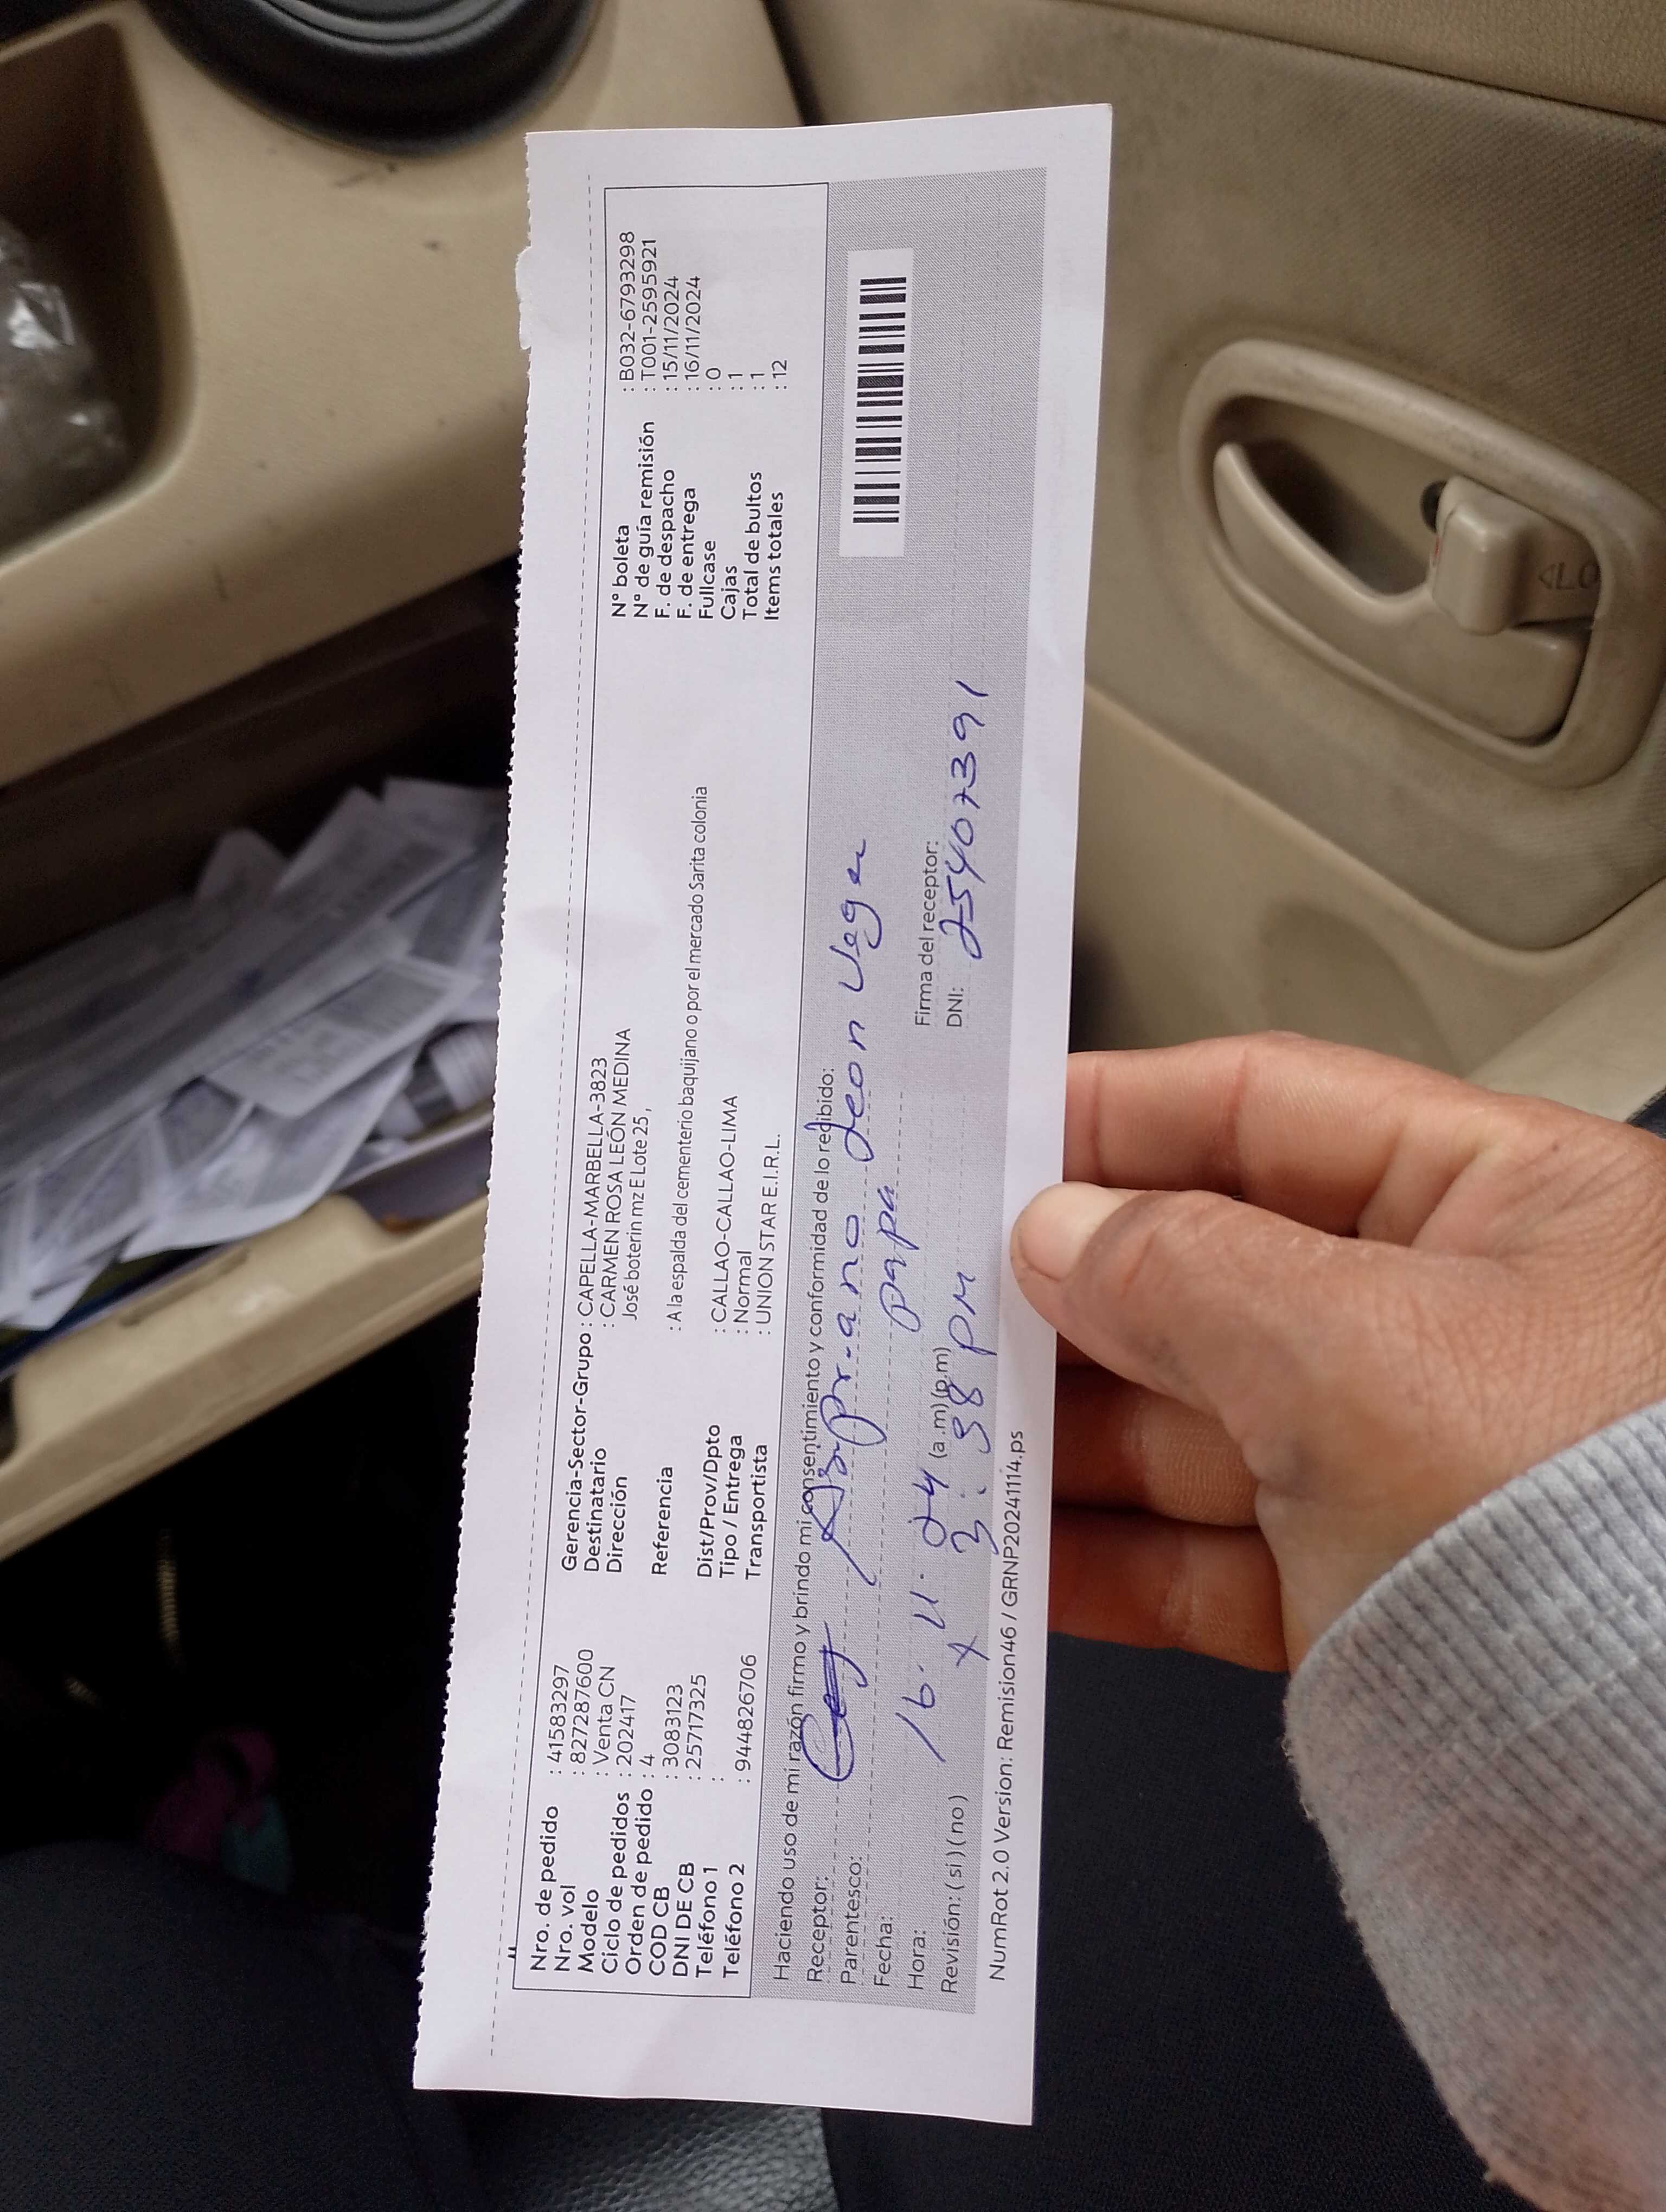 Nro. de pedido : 41583297
Nro. vol : 8272877600
Modelo : Venta CN
Ciclo de pedidos : 202417
Orden de pedido : 4
COD CB : 3083123
DNI DE CB : 25717325
Teléfono 1 :
Teléfono 2 : 944826706
Gerencia-Sector-Grupo : CAPELLA-MARBELLA-3823
Destinatario : CARMEN ROSA LEÓN MEDINA
Dirección José boterin mz E Lote 25 ,
Referencia : A la espalda del cementerio baquijano o por el mercado Sarita colonia
Dist/Prov/Dpto : CALLAO-CALLAO-LIMA
Tipo / Entrega : Normal
Transportista : UNION STAR E.I.R.L.
N° boleta : B032-6793298
N° de guía remisión : T001-2595921
F. de despacho : 15/11/2024
F. de entrega : 16/11/2024
Fullcase : 0
Cajas : 1
Total de bultos : 1
Items totales : 12
Haciendo uso de mi razón firmo y brindo mi consentimiento y conformidad de lo recibido:
Receptor: Leon Vega
Parentesco: papa
Fecha: 16. 11. 24
Hora: (a.m) (p.m)
3:38 PM
Revisión: ( si ) ( no ) x
Firma del receptor:
DNI: 25407391
NumRot 2.0 Version: Remision46 / GRNP20241114.ps
<LO